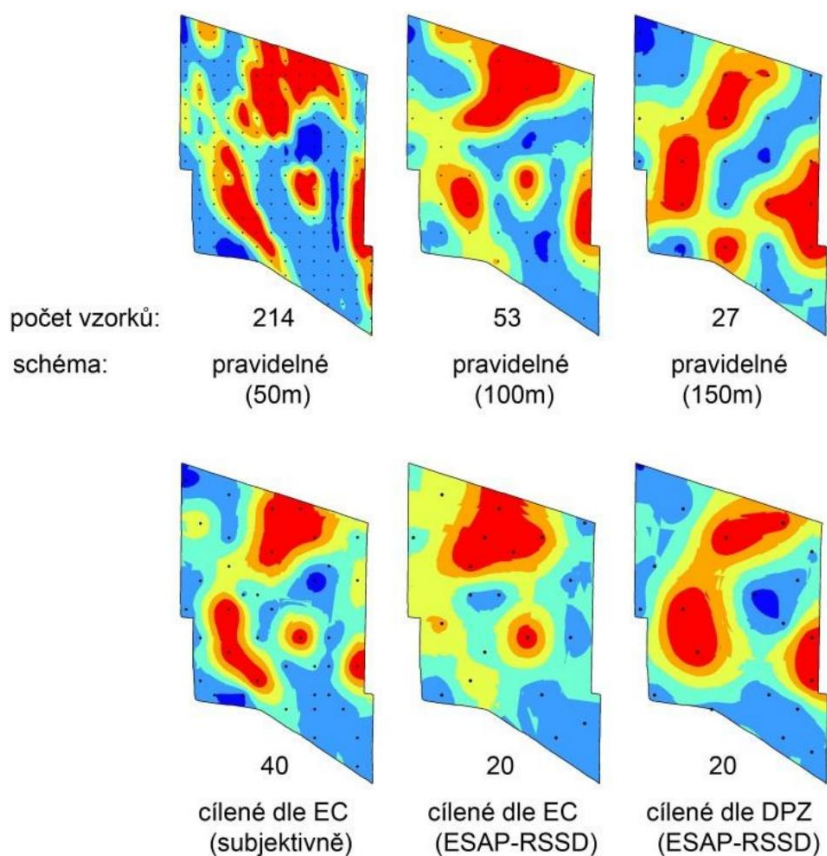 počet vzorků: 214 53 27
schéma: pravidelné pravidelné pravidelné
(50m) (100m) (150m)
40 20 20
cílené dle EC cílené dle EC cílené dle DPZ
(subjektivně) (ESAP-RSSD) (ESAP-RSSD)